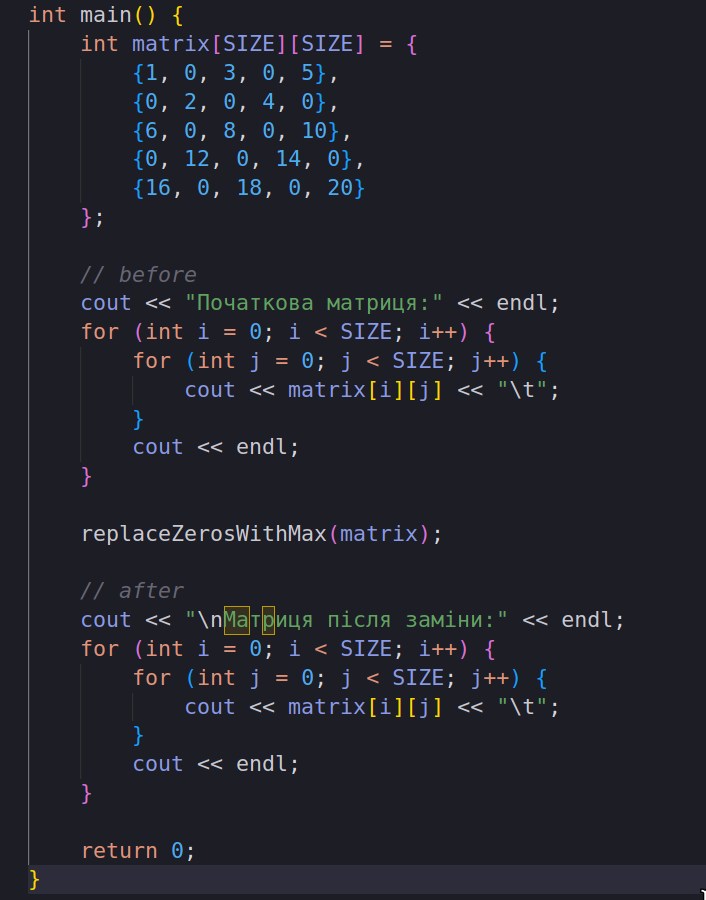 int main() {
    int matrix[SIZE][SIZE] = {
        {1, 0, 3, 0, 5},
        {0, 2, 0, 4, 0},
        {6, 0, 8, 0, 10},
        {0, 12, 0, 14, 0},
        {16, 0, 18, 0, 20}
    };

    // before
    cout << "Початкова матриця:" << endl;
    for (int i = 0; i < SIZE; i++) {
        for (int j = 0; j < SIZE; j++) {
            cout << matrix[i][j] << "\t";
        }
        cout << endl;
    }

    replaceZerosWithMax(matrix);

    // after
    cout << "\nМатриця після заміни:" << endl;
    for (int i = 0; i < SIZE; i++) {
        for (int j = 0; j < SIZE; j++) {
            cout << matrix[i][j] << "\t";
        }
        cout << endl;
    }

    return 0;
}